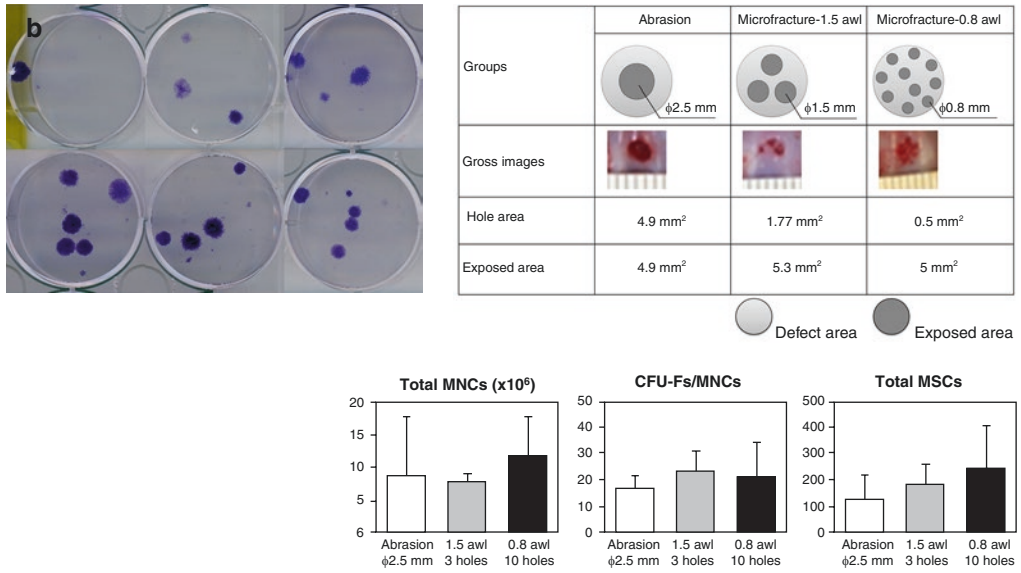 b
Abrasion Microfracture-1.5 awl Microfracture-0.8 awl
Groups
ϕ2.5 mm ϕ1.5 mm ϕ0.8 mm
Gross images
Hole area 4.9 mm² 1.77 mm² 0.5 mm²
Exposed area 4.9 mm² 5.3 mm² 5 mm²
Defect area Exposed area
Total MNCs (x10⁶)
20
15
10
5
6
Abrasion 1.5 awl 0.8 awl
ϕ2.5 mm 3 holes 10 holes
CFU-Fs/MNCs
50
40
30
20
10
0
Abrasion 1.5 awl 0.8 awl
ϕ2.5 mm 3 holes 10 holes
Total MSCs
500
400
300
200
100
0
Abrasion 1.5 awl 0.8 awl
ϕ2.5 mm 3 holes 10 holes